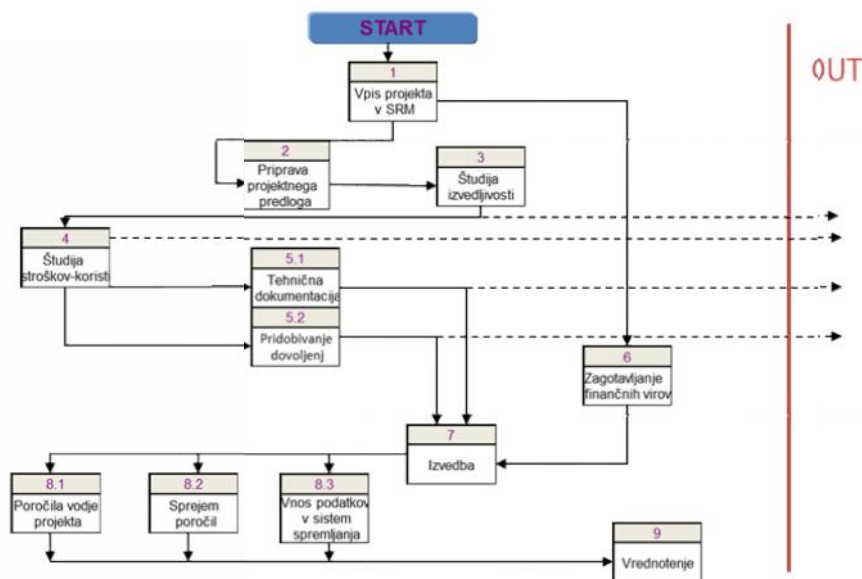 START
OUT
1
Vpis projekta
v SRM
2
Priprava
projektnega
predloga
3
Študija
izvedljivosti
4
Študija
stroškov-koristi
5.1
Tehnična
dokumentacija
5.2
Pridobivanje
dovoljenj
6
Zagotavljanje
finančnih virov
7
Izvedba
8.1
Poročila vodje
projekta
8.2
Sprejem
poročil
8.3
Vnos podatkov
v sistem
spremljanja
9
Vrednotenje